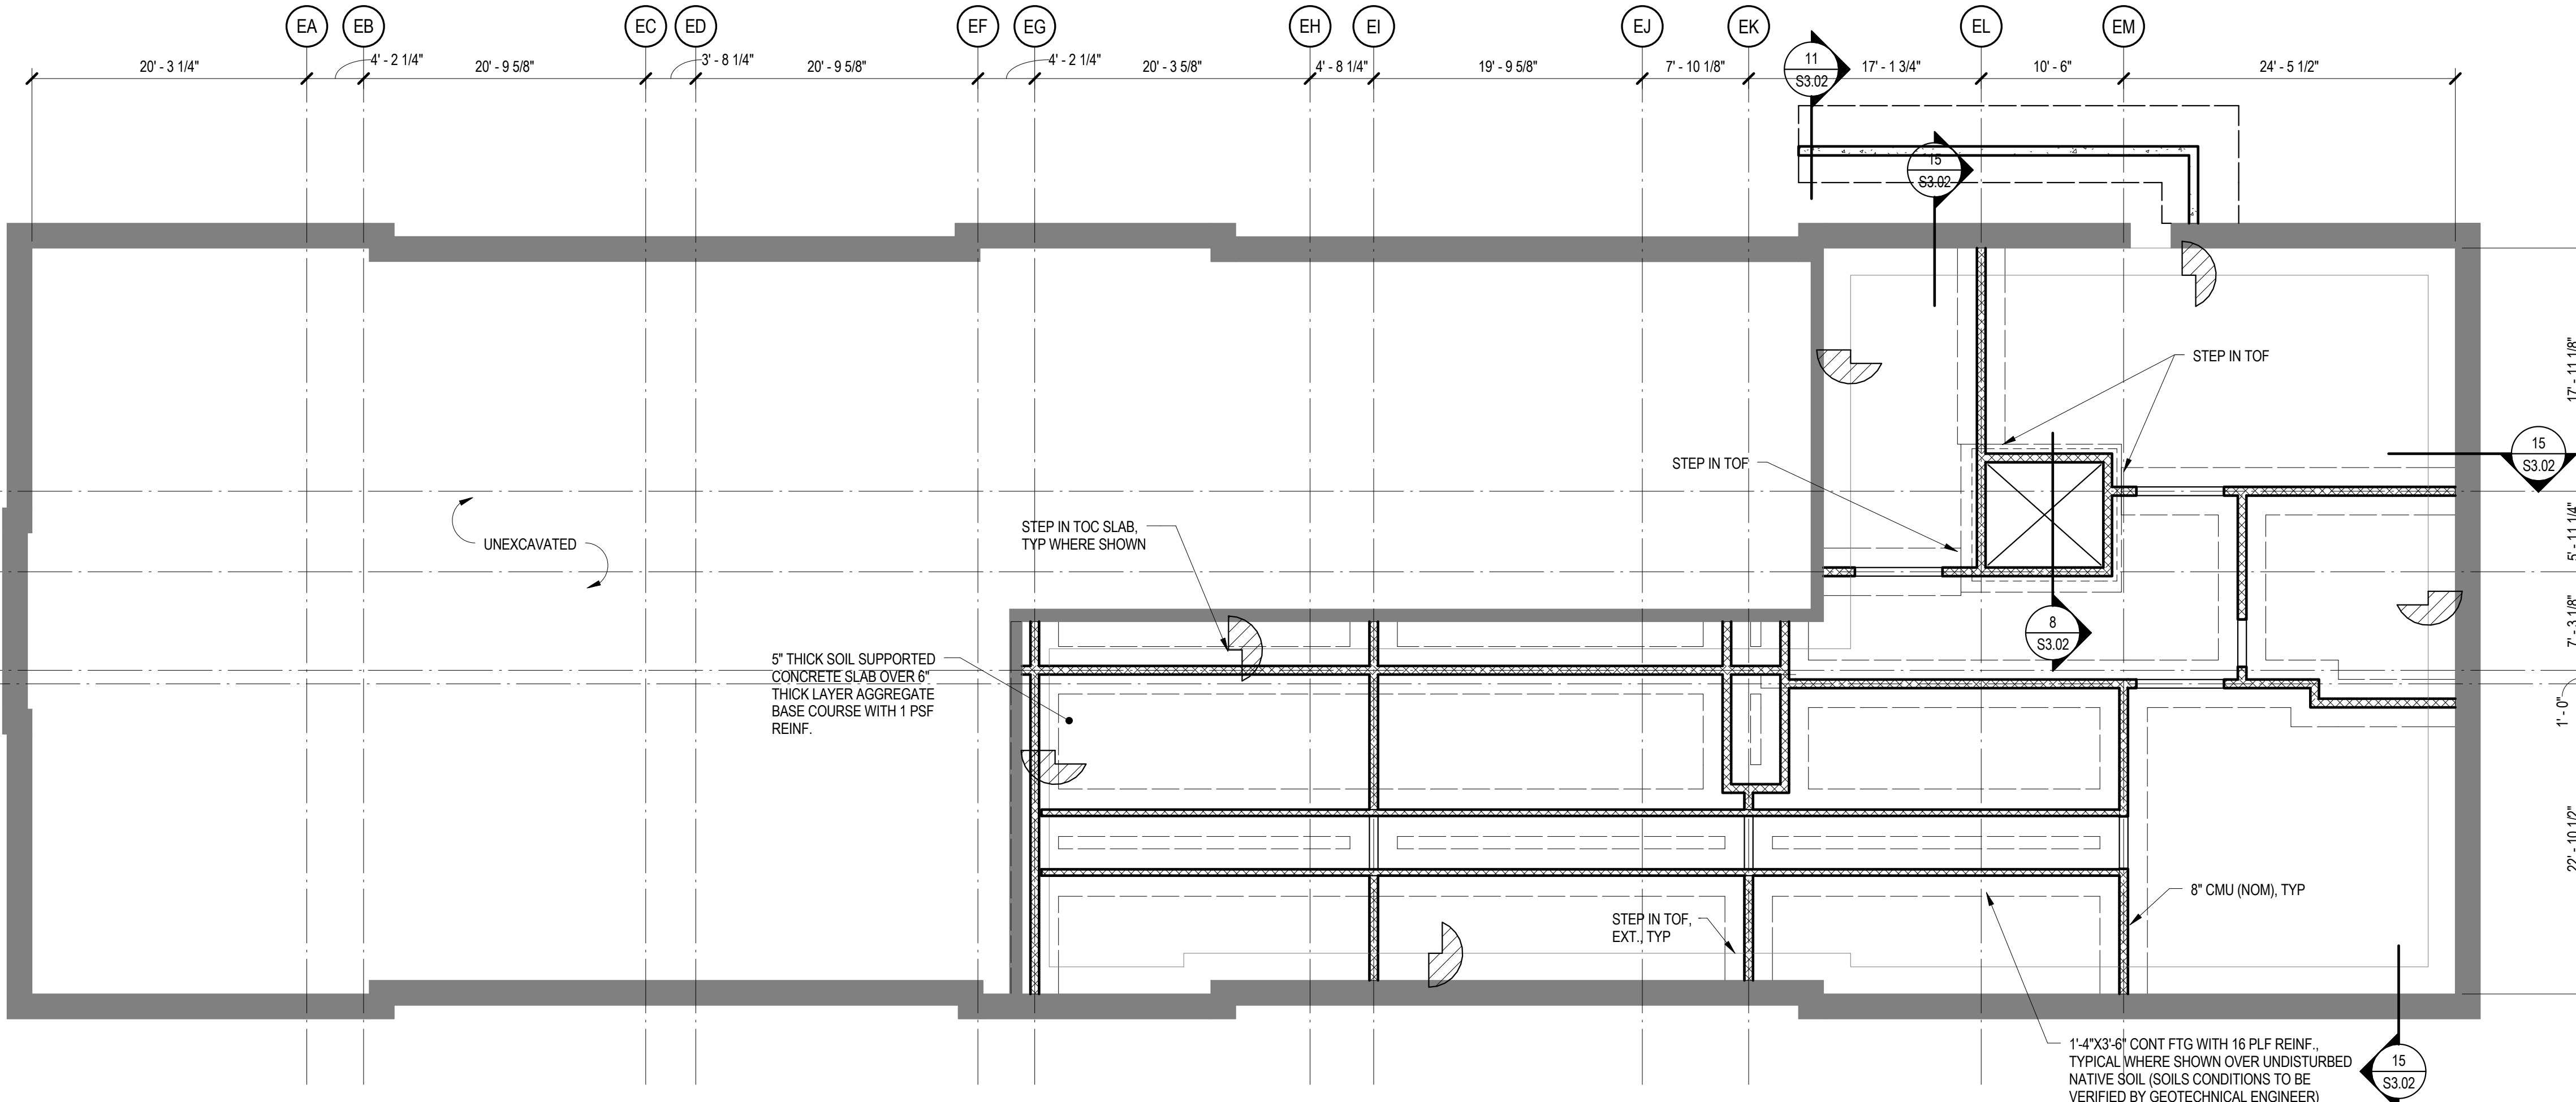 EA
EB
EC
ED
EF
EG
EH
EI
EJ
EK
EL
EM
20' - 3 1/4"
4' - 2 1/4"
20' - 9 5/8"
3' - 8 1/4"
20' - 9 5/8"
4' - 2 1/4"
20' - 3 5/8"
4' - 8 1/4"
19' - 9 5/8"
7' - 10 1/8"
17' - 1 3/4"
10' - 6"
24' - 5 1/2"
11
S3.02
15
S3.02
STEP IN TOF
17' - 11 1/8"
STEP IN TOF
15
S3.02
STEP IN TOC SLAB,
TYP WHERE SHOWN
UNEXCAVATED
5' - 11 1/4"
8
S3.02
7' - 3 1/8"
5" THICK SOIL SUPPORTED
CONCRETE SLAB OVER 6"
THICK LAYER AGGREGATE
BASE COURSE WITH 1 PSF
REINF.
1' - 0"
22' - 10 1/2"
8" CMU (NOM), TYP
STEP IN TOF,
EXT., TYP
1'-4"X3'-6" CONT FTG WITH 16 PLF REINF.,
TYPICAL WHERE SHOWN OVER UNDISTURBED
NATIVE SOIL (SOILS CONDITIONS TO BE
VERIFIED BY GEOTECHNICAL ENGINEER)
15
S3.02